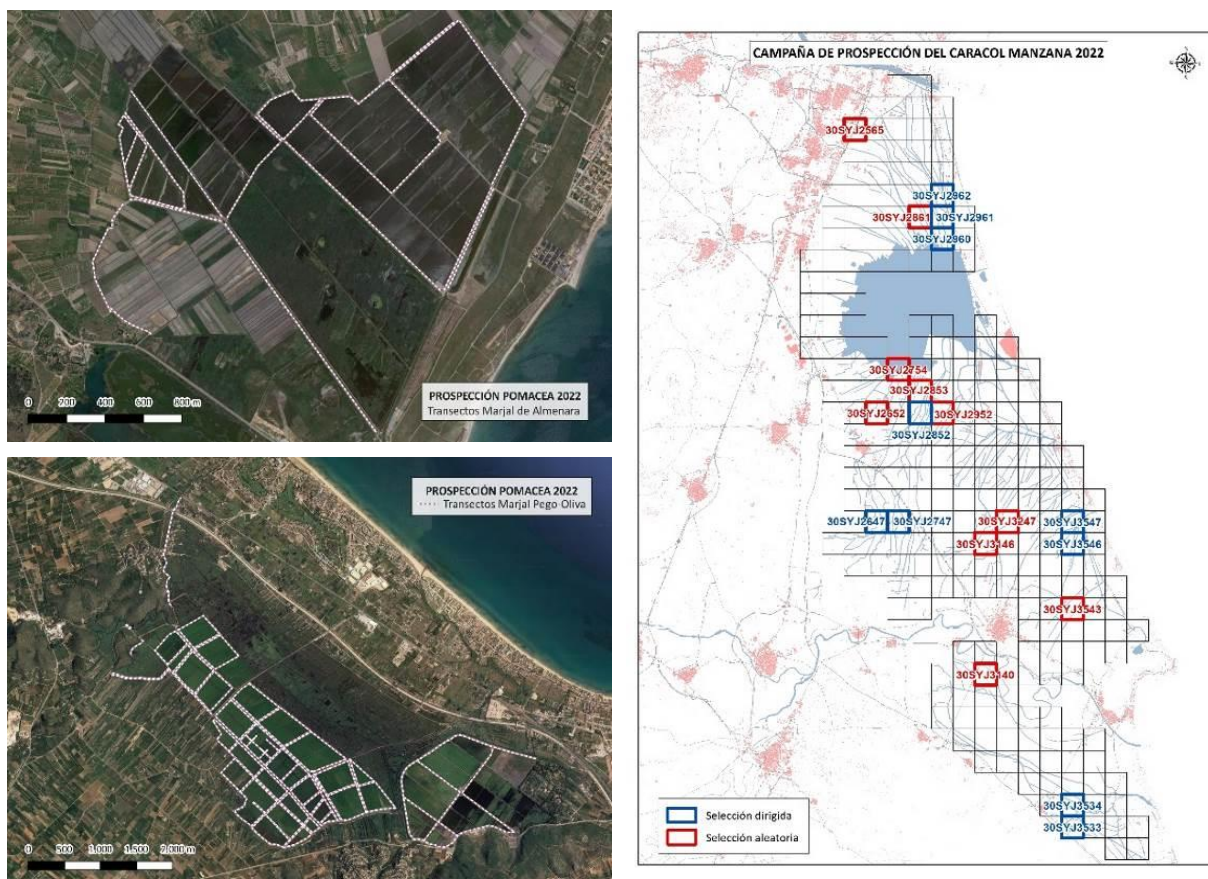 0 200 400 600 800 m
PROSPECCIÓN POMACEA 2022
Transectos Marjal de Almenara
PROSPECCIÓN POMACEA 2022
Transectos Marjal Pego-Oliva
0 500 1.000 1.500 2.000 m
CAMPAÑA DE PROSPECCIÓN DEL CARACOL MANZANA 2022
30SYJ2565
30SYJ2962
30SYJ2861 30SYJ2961
30SYJ2960
30SYJ2754
30SYJ2853
30SYJ2652 30SYJ2952
30SYJ2852
30SYJ2647 30SYJ2747 30SYJ3247 30SYJ3547
30SYJ3146 30SYJ3546
30SYJ3543
30SYJ3140
30SYJ3534
30SYJ3533
Selección dirigida
Selección aleatoria